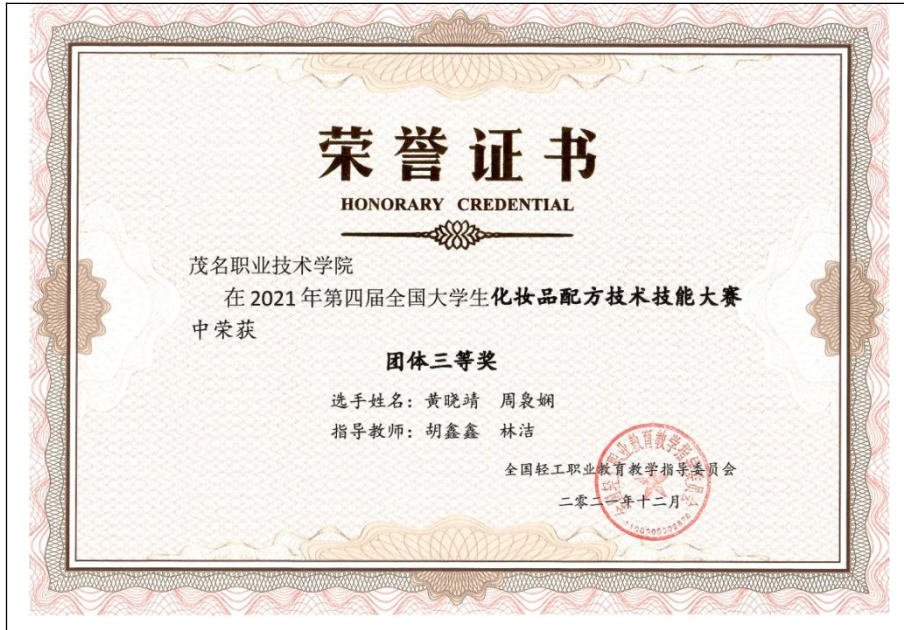 荣誉证书
HONORARY CREDENTIAL
茂名职业技术学院
在2021年第四届全国大学生化妆品配方技术技能大赛
中荣获
团体三等奖
选手姓名：黄晓靖 周袅娴
指导教师：胡鑫鑫 林洁
全国轻工职业教育教学指导委员会
二零二一年十二月